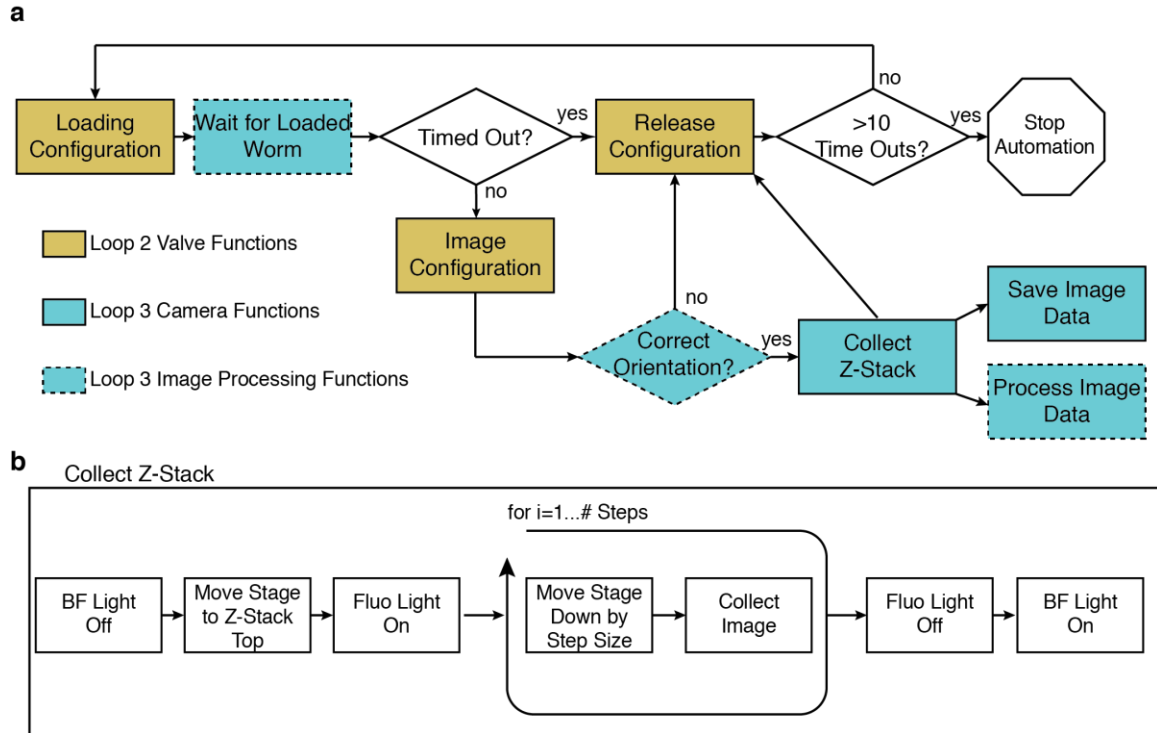 a
no
Loading
Configuration
Wait for Loaded
Worm
Timed Out?
yes
Release
Configuration
>10
Time Outs?
yes
Stop
Automation
no
Image
Configuration
Loop 2 Valve Functions
Loop 3 Camera Functions
Loop 3 Image Processing Functions
no
Correct
Orientation?
yes
Collect
Z-Stack
Save Image
Data
Process Image
Data
b
Collect Z-Stack
for i=1...# Steps
BF Light
Off
Move Stage
to Z-Stack
Top
Fluo Light
On
Move Stage
Down by
Step Size
Collect
Image
Fluo Light
Off
BF Light
On